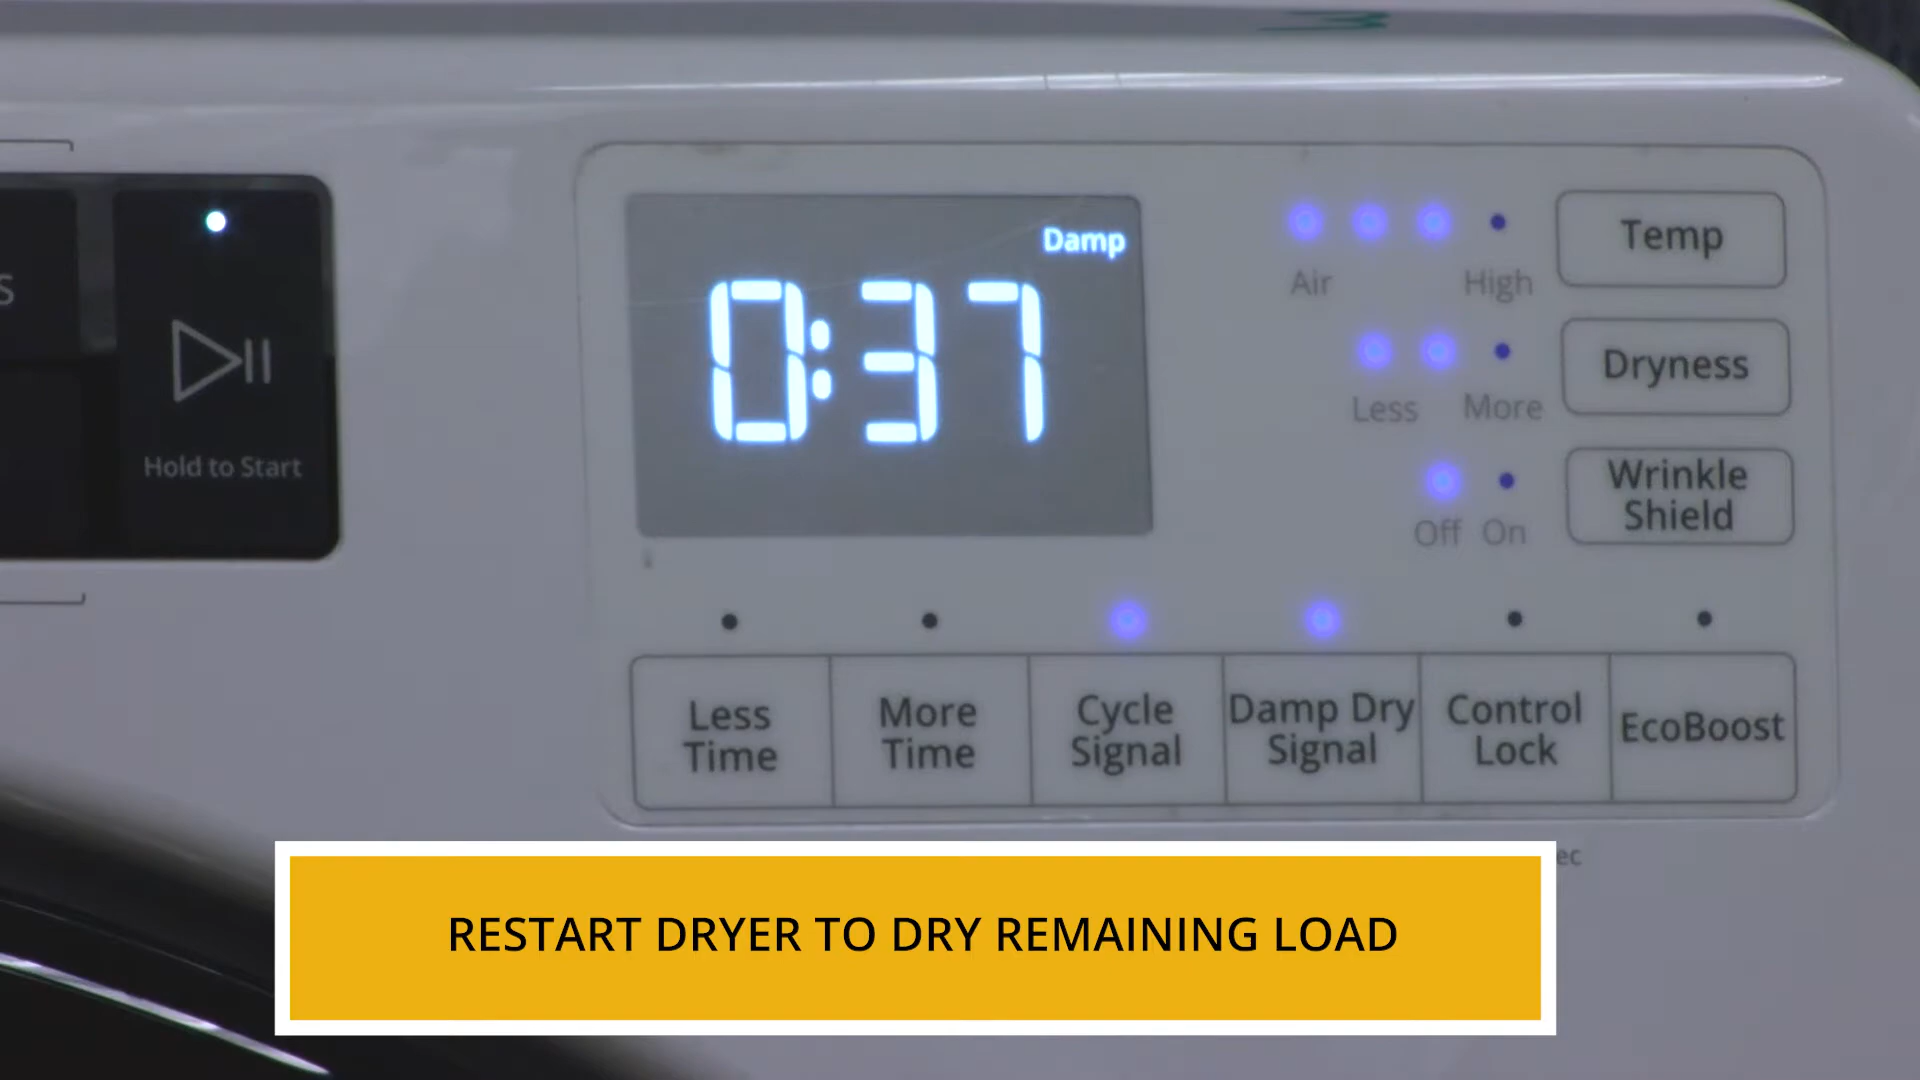 S
Hold to Start
Damp
0:37
Air High
Temp
Less More
Dryness
Off On
Wrinkle
Shield
Less
Time
More
Time
Cycle
Signal
Damp Dry
Signal
Control
Lock
EcoBoost
ec
RESTART DRYER TO DRY REMAINING LOAD